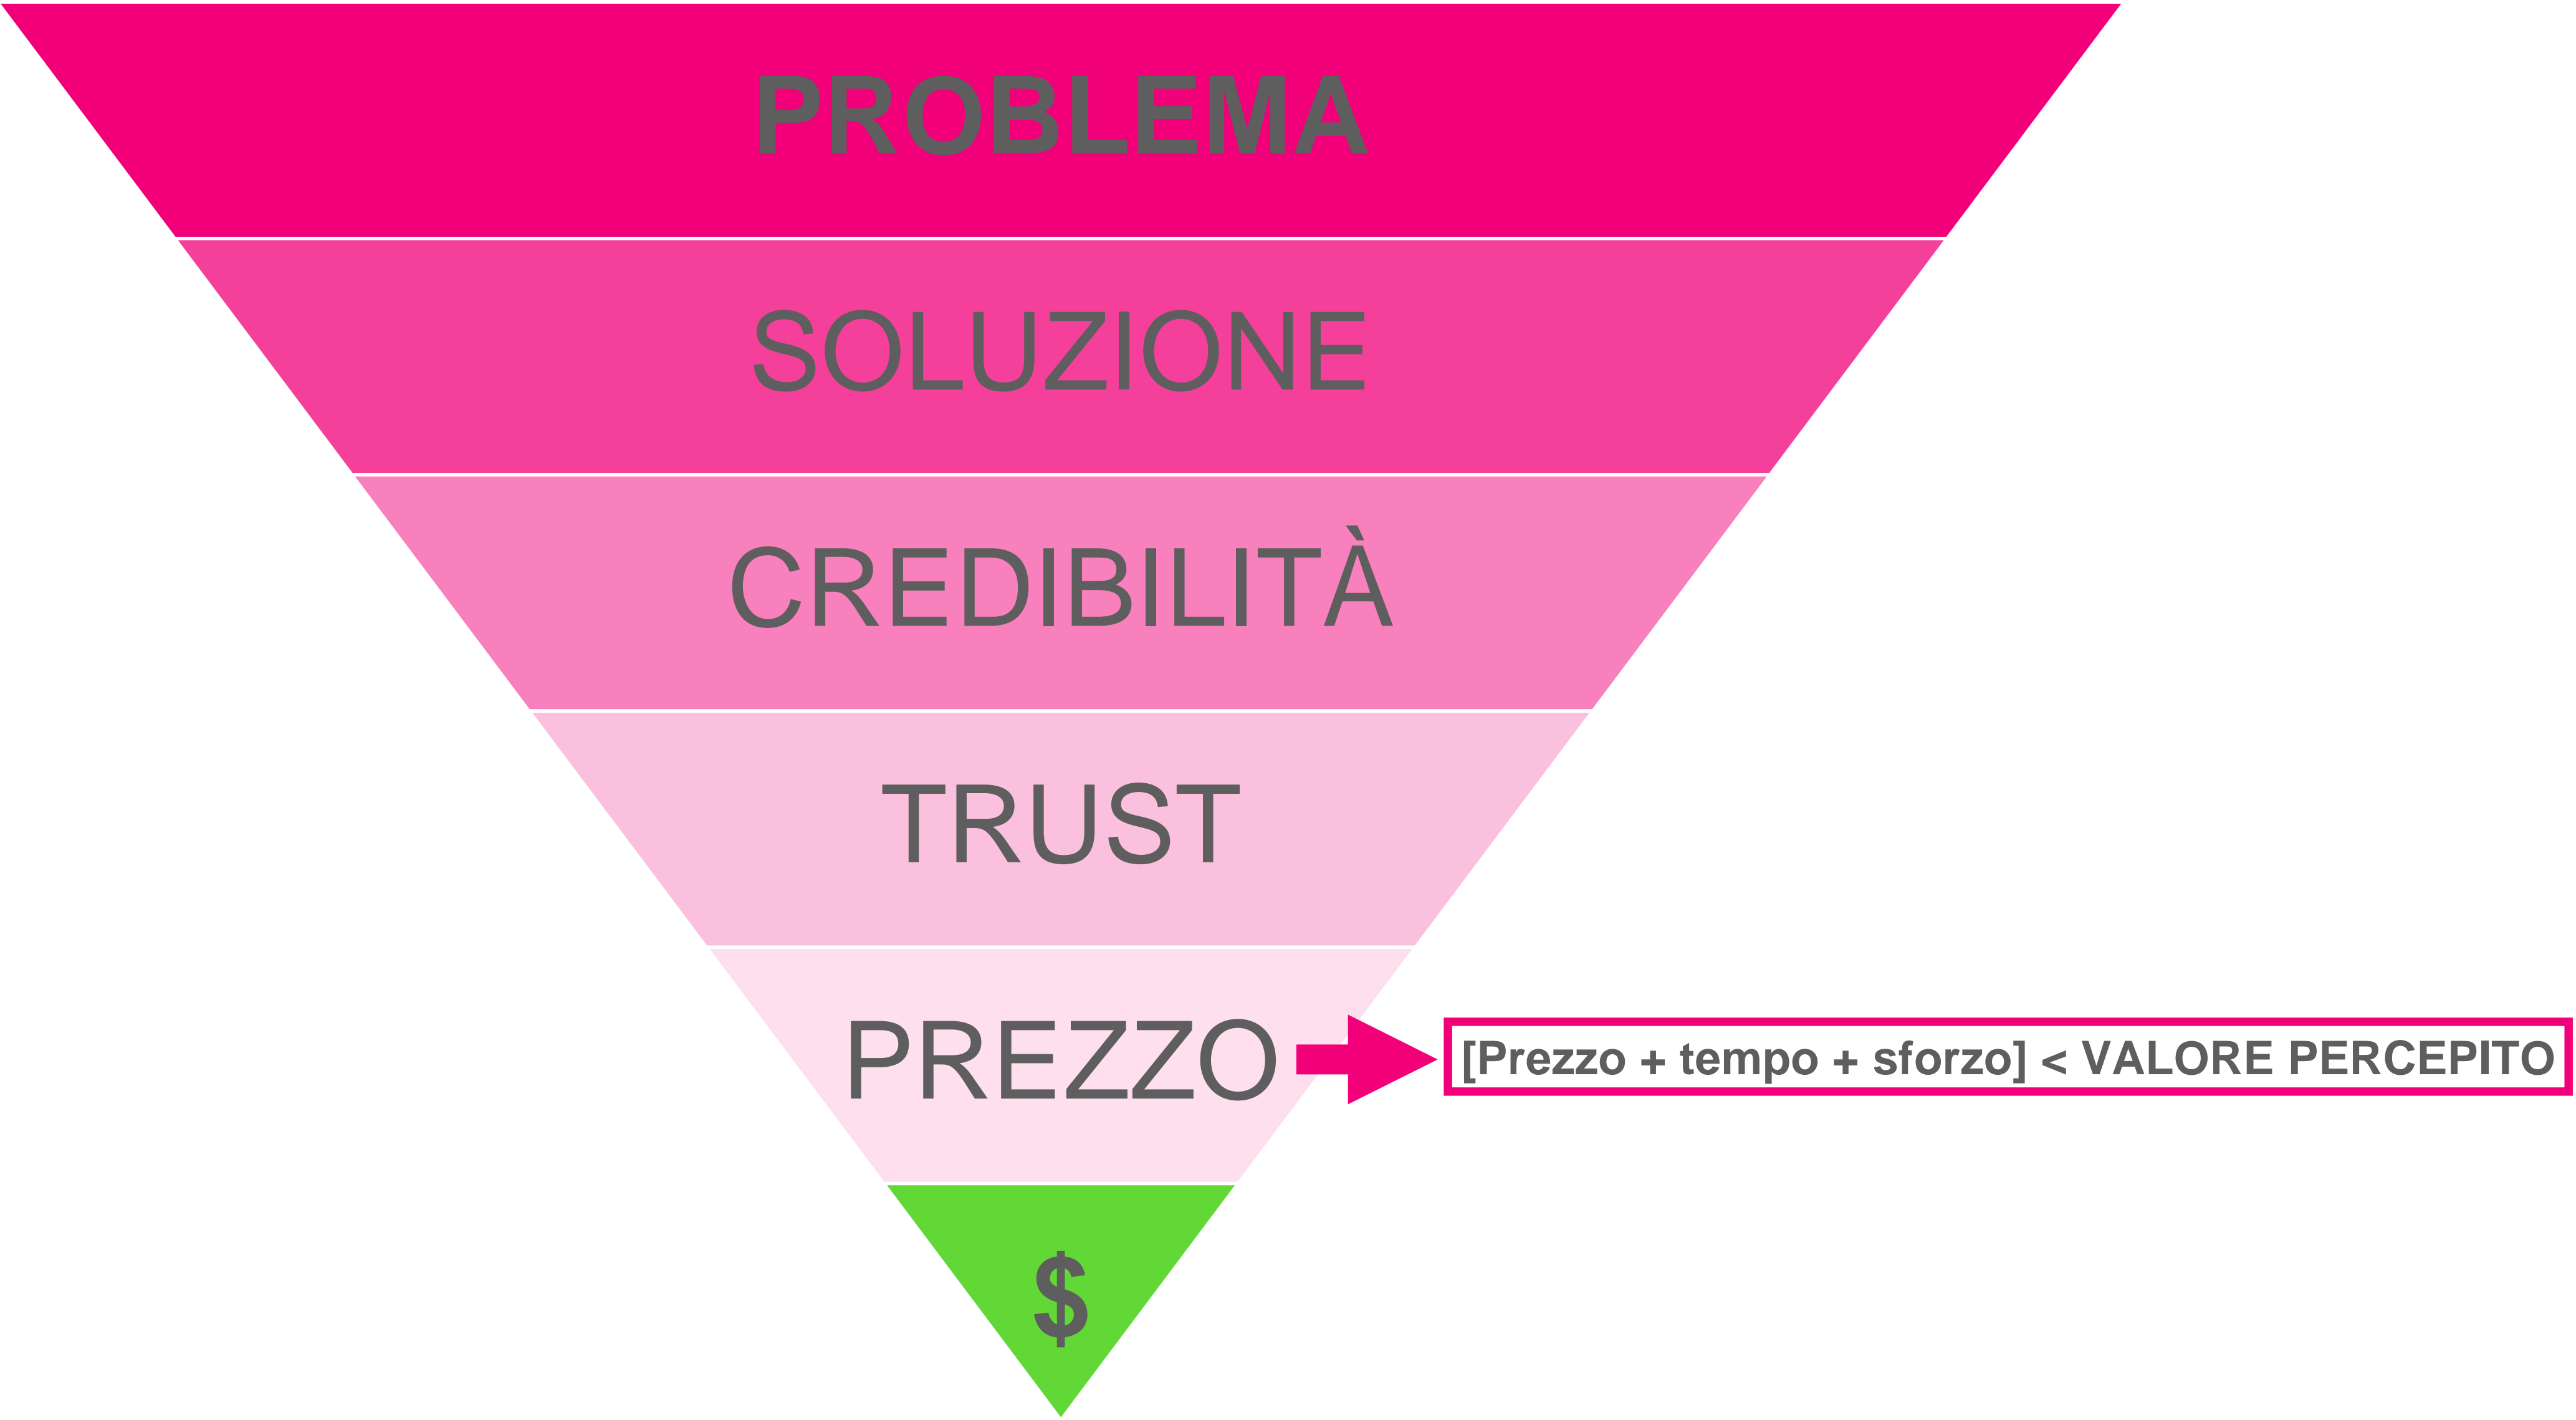 PROBLEMA
SOLUZIONE
CREDIBILITÀ
TRUST
PREZZO
[Prezzo + tempo + sforzo] < VALORE PERCEPITO
$